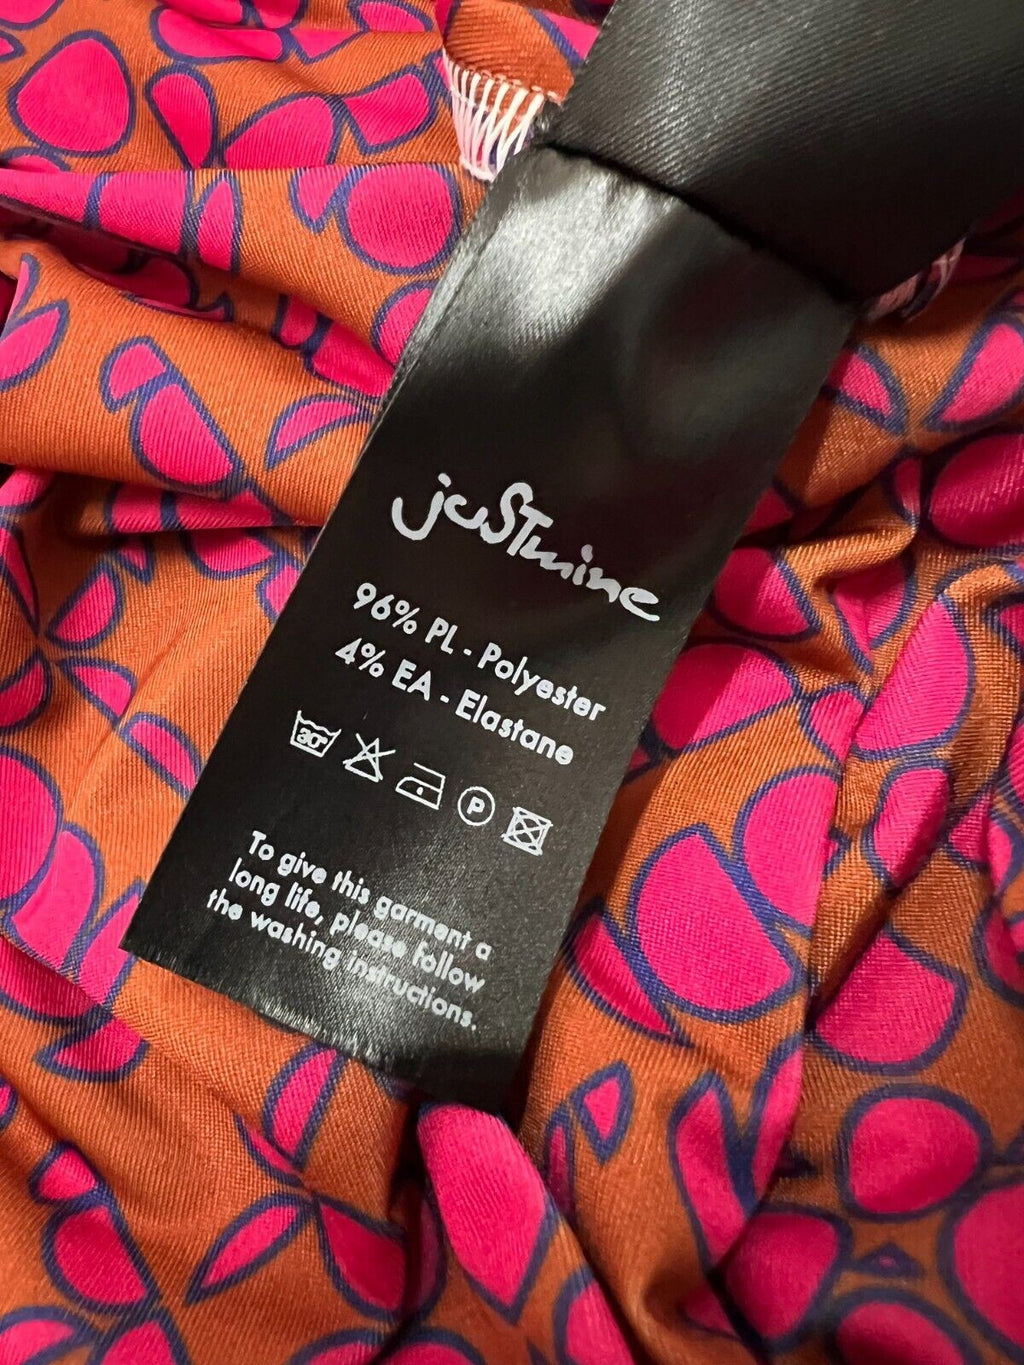 juSTmine
96% PL - Polyester
4% EA - Elastane
30°
P
To give this garment a
long life, please follow
the washing instructions.